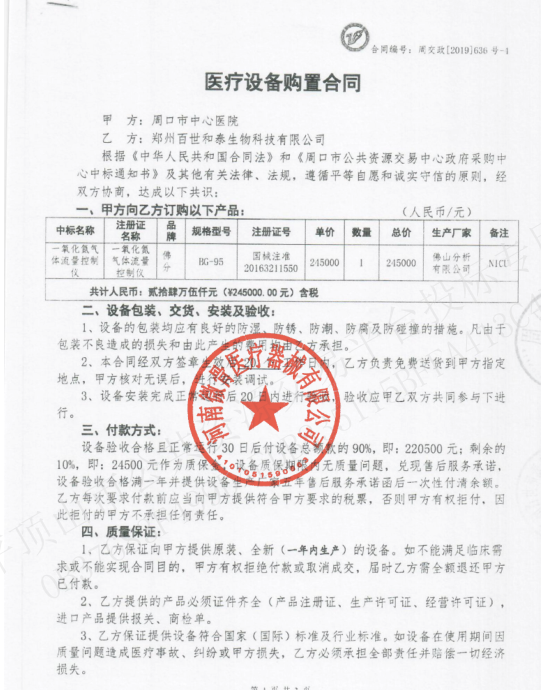 合同编号：周交政[2019]636 号-1
医疗设备购置合同
甲 方：周口市中心医院
乙 方：郑州百世和泰生物科技有限公司
根据《中华人民共和国合同法》和《周口市公共资源交易中心政府采购中
心中标通知书》及其他有关法律、法规，遵循平等自愿和诚实守信的原则，经
双方协商，达成以下共识：
一、甲方向乙方订购以下产品：
（人民币/元）
中标名称 注册证名称 品牌 规格型号 注册证号 单价 数量 总价 生产厂家 备注
一氧化氮气体流量控制仪 一氧化氮气体流量控制仪 佛分 BG-95 国械注准20163211550 245000 1 245000 佛山分析有限公司 NICU
共计人民币：贰拾肆万伍仟元（¥245000.00 元）含税
二、设备包装、交货、安装及验收：
1、设备的包装均应有良好的防湿、防锈、防潮、防腐及防碰撞的措施。凡由于
包装不良造成的损失和由此产生的费用均由乙方承担。
2、本合同经双方签章生效后 日内，乙方负责免费送货到甲方指定
地点，甲方核对无误后，进行安装调试。
3、设备安装完成正常 后 20 日内进行 验收应甲乙双方共同参与下进
行。
三、付款方式：
设备验收合格且正常运行 30 日后付设备总额款的 90%，即：220500 元；剩余的
10%，即：24500 元作为质保金，设备质保期 内无质量问题，兑现售后服务承诺，
设备验收合格满一年并提供设备生产厂家五年售后服务承诺函后一次性付清余额。
乙方每次要求付款前应当向甲方提供符合甲方要求的税票，否则甲方有权拒付，因
此拒付的甲方不承担任何责任。
四、质量保证：
1、乙方保证向甲方提供原装、全新（一年内生产）的设备。如不能满足临床需
求或不能实现合同目的，甲方有权拒绝付款或取消成交，届时乙方需全额退还甲方
已付款。
2、乙方提供的产品必须证件齐全（产品注册证、生产许可证、经营许可证），
进口产品提供报关、商检单。
3、乙方保证提供设备符合国家（国际）标准及行业标准。如设备在使用期间因
质量问题造成医疗事故、纠纷或甲方损失，乙方必须承担全部责任并赔偿一切经济
损失。
医疗器械有限公司